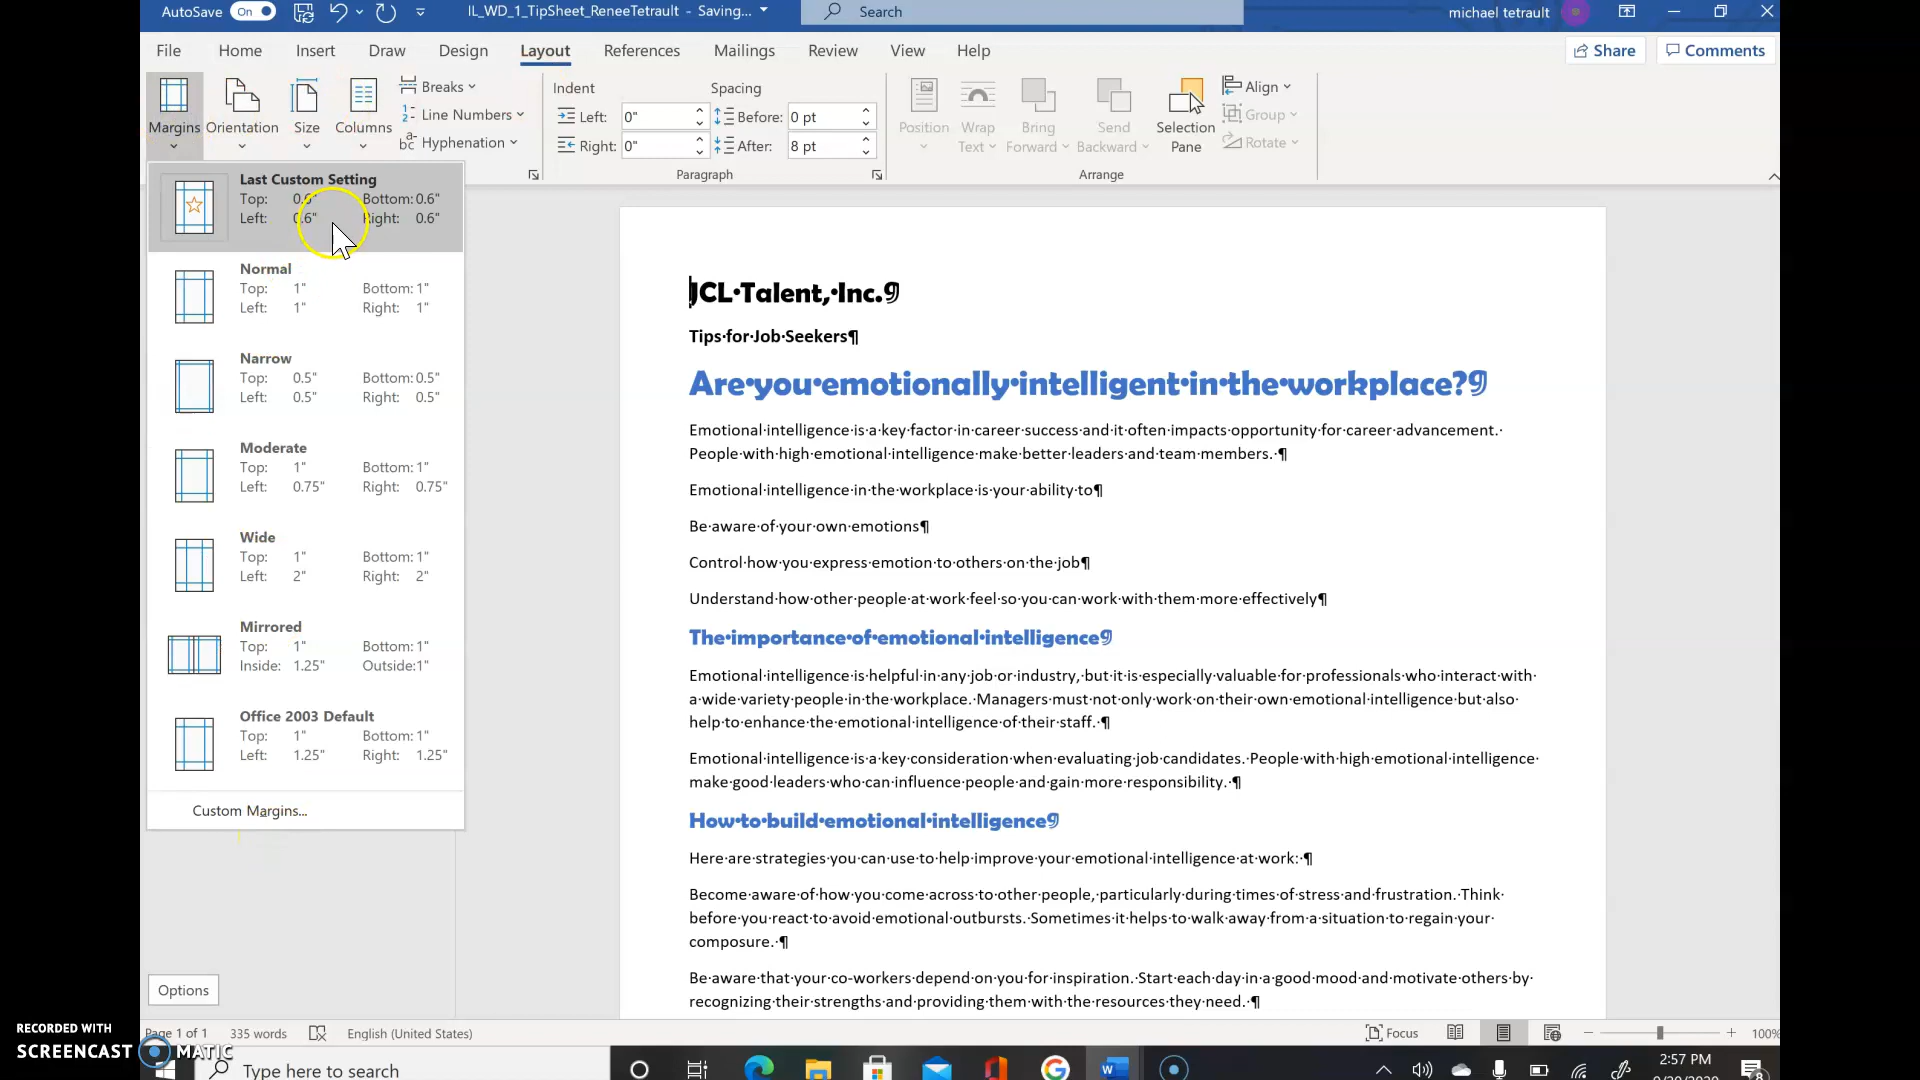 AutoSave On IL_WD_1_TipSheet_ReneeTetrault - Saving... Search michael tetrault
File Home Insert Draw Design Layout References Mailings Review View Help Share Comments
Margins Orientation Size Columns
Breaks
Line Numbers
Hyphenation
Indent Spacing
Left: 0" Before: 0 pt
Right: 0" After: 8 pt
Paragraph
Position Wrap Text Bring Forward Send Backward Selection Pane
Align
Group
Rotate
Arrange
Last Custom Setting
Top: Bottom: 0.6"
Left: 0.6" Right: 0.6"
Normal
Top: 1" Bottom: 1"
Left: 1" Right: 1"
Narrow
Top: 0.5" Bottom: 0.5"
Left: 0.5" Right: 0.5"
Moderate
Top: 1" Bottom: 1"
Left: 0.75" Right: 0.75"
Wide
Top: 1" Bottom: 1"
Left: 2" Right: 2"
Mirrored
Top: 1" Bottom: 1"
Inside: 1.25" Outside: 1"
Office 2003 Default
Top: 1" Bottom: 1"
Left: 1.25" Right: 1.25"
Custom Margins...
Options
JCL·Talent,·Inc.¶
Tips·for·Job·Seekers¶
Are·you·emotionally·intelligent·in·the·workplace?¶
Emotional·intelligence·is·a·key·factor·in·career·success·and·it·often·impacts·opportunity·for·career·advancement.·
People·with·high·emotional·intelligence·make·better·leaders·and·team·members.·¶
Emotional·intelligence·in·the·workplace·is·your·ability·to¶
Be·aware·of·your·own·emotions¶
Control·how·you·express·emotion·to·others·on·the·job¶
Understand·how·other·people·at·work·feel·so·you·can·work·with·them·more·effectively¶
The·importance·of·emotional·intelligence¶
Emotional·intelligence·is·helpful·in·any·job·or·industry,·but·it·is·especially·valuable·for·professionals·who·interact·with·
a·wide·variety·people·in·the·workplace.·Managers·must·not·only·work·on·their·own·emotional·intelligence·but·also·
help·to·enhance·the·emotional·intelligence·of·their·staff.·¶
Emotional·intelligence·is·a·key·consideration·when·evaluating·job·candidates.·People·with·high·emotional·intelligence·
make·good·leaders·who·can·influence·people·and·gain·more·responsibility.·¶
How·to·build·emotional·intelligence¶
Here·are·strategies·you·can·use·to·help·improve·your·emotional·intelligence·at·work:·¶
Become·aware·of·how·you·come·across·to·other·people,·particularly·during·times·of·stress·and·frustration.·Think·
before·you·react·to·avoid·emotional·outbursts.·Sometimes·it·helps·to·walk·away·from·a·situation·to·regain·your·
composure.·¶
Be·aware·that·your·co-workers·depend·on·you·for·inspiration.·Start·each·day·in·a·good·mood·and·motivate·others·by·
recognizing·their·strengths·and·providing·them·with·the·resources·they·need.·¶
Page 1 of 1 335 words English (United States) Focus 100%
RECORDED WITH
SCREENCAST MATIC
Type here to search
2:57 PM